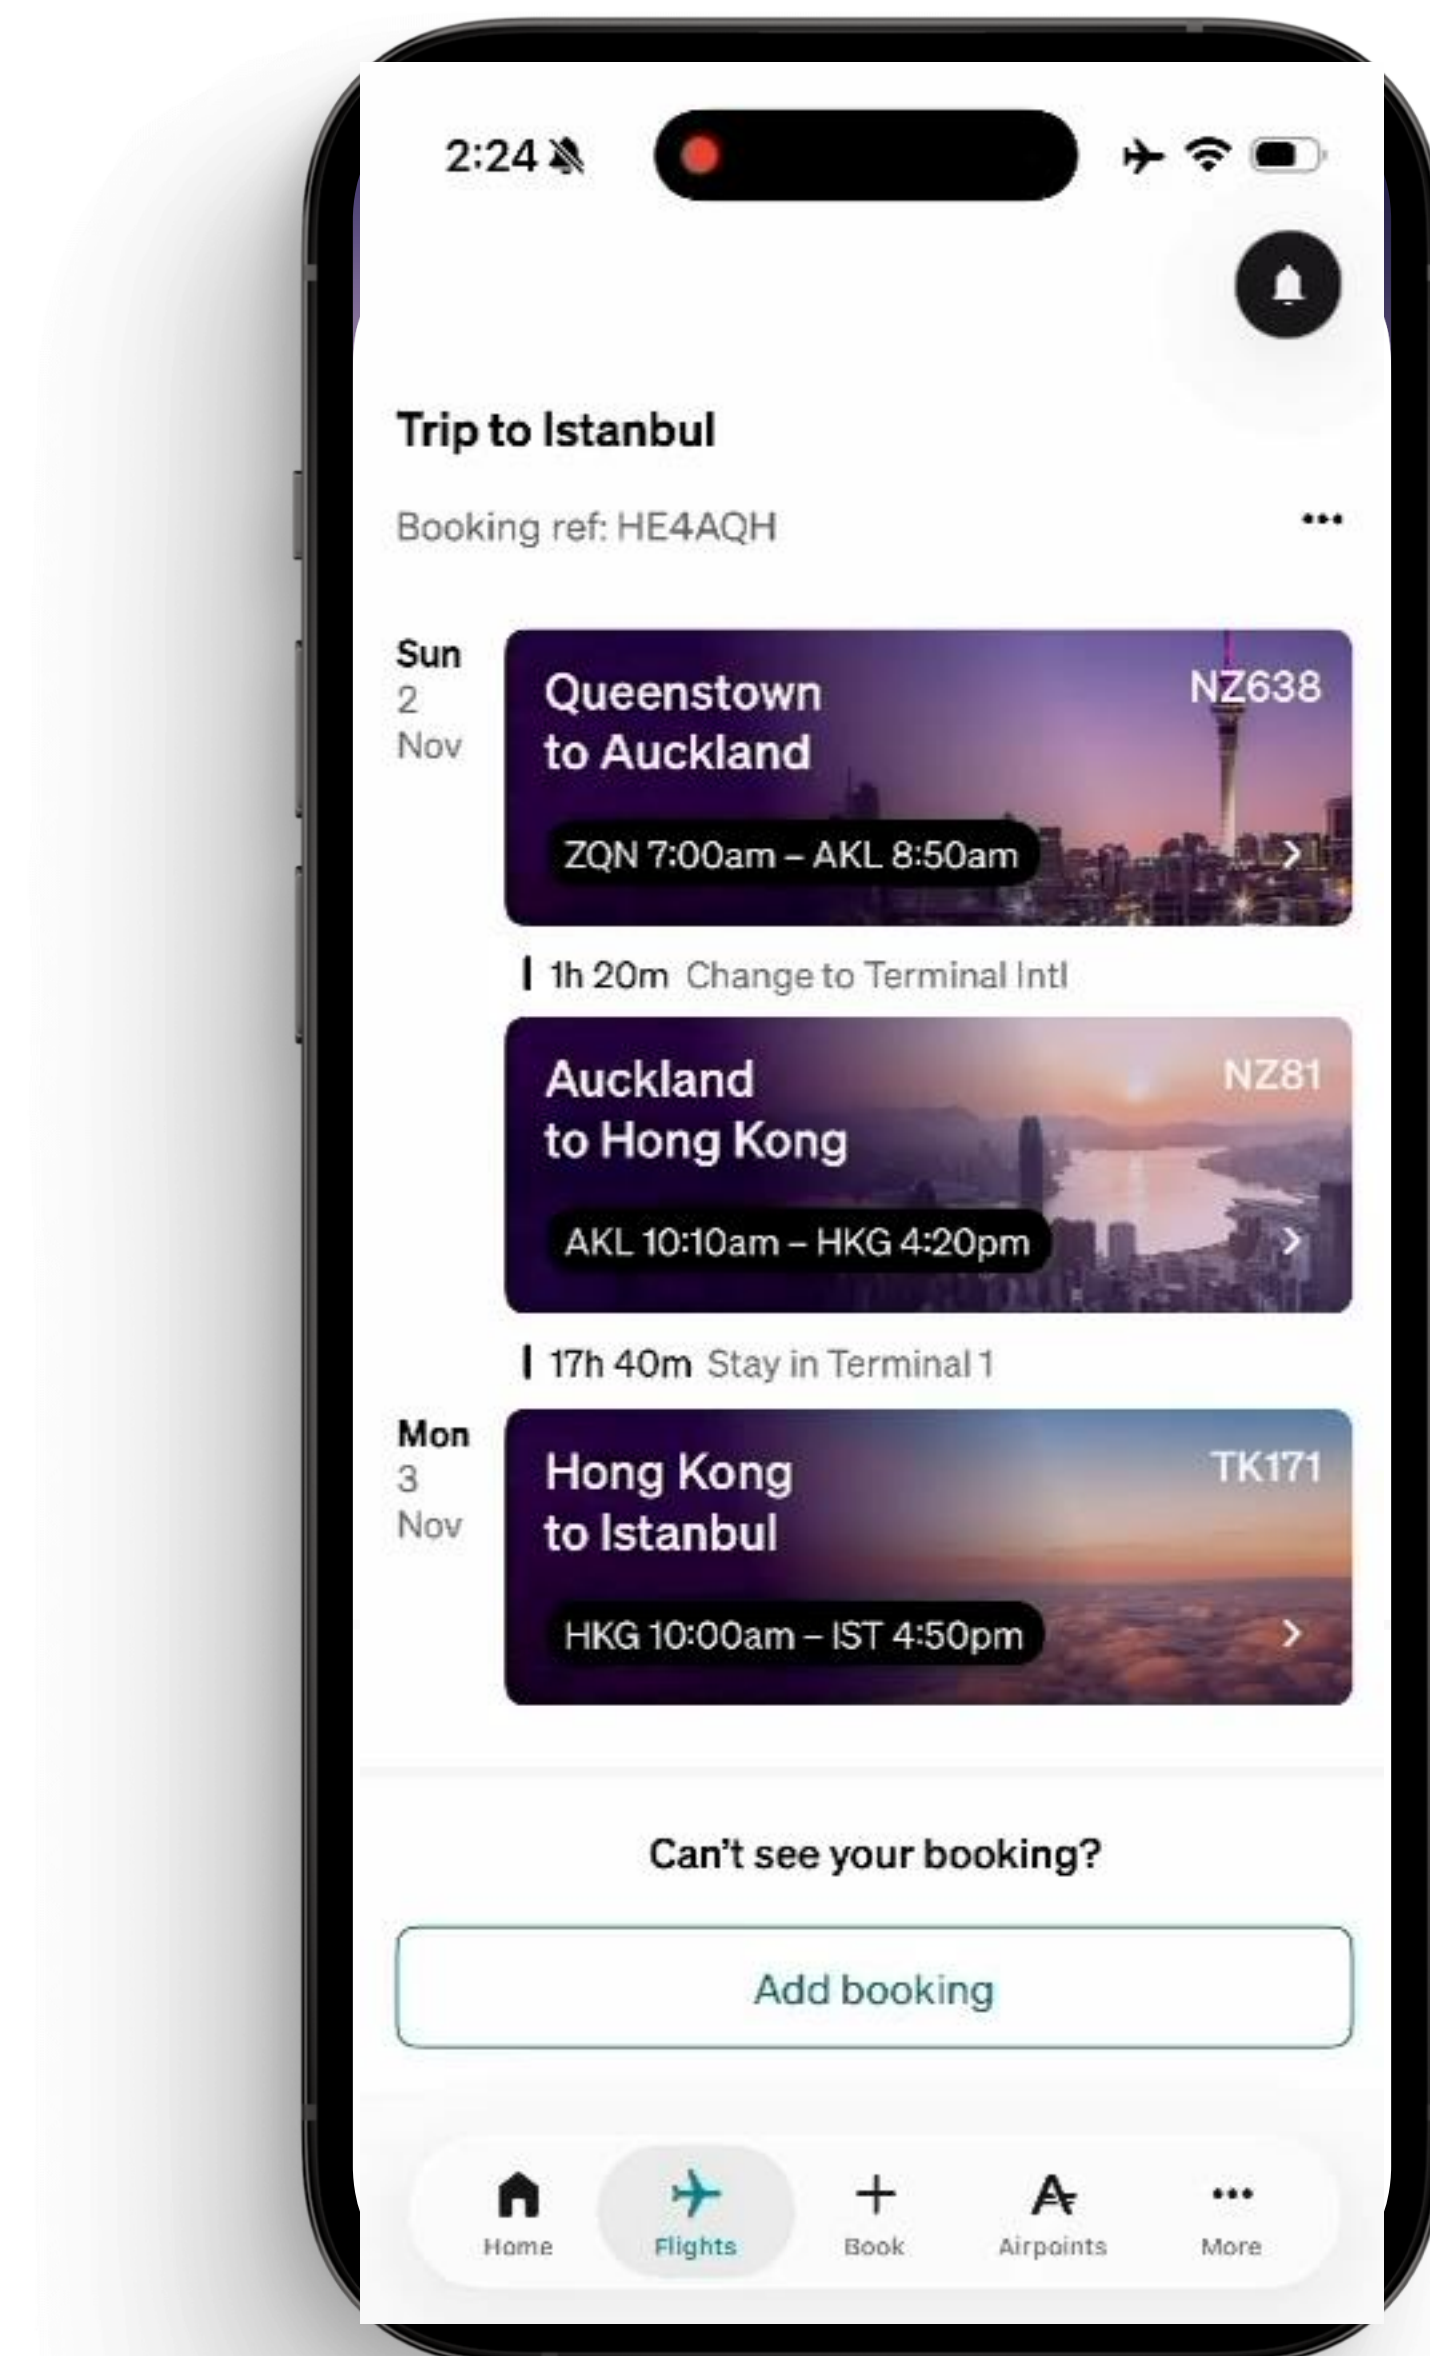 2:24
Trip to Istanbul
Booking ref: HE4AQH
Sun
2
Nov
Queenstown
to Auckland
NZ638
ZQN 7:00am – AKL 8:50am
1h 20m Change to Terminal Intl
Auckland
to Hong Kong
NZ81
AKL 10:10am – HKG 4:20pm
17h 40m Stay in Terminal 1
Mon
3
Nov
Hong Kong
to Istanbul
TK171
HKG 10:00am – IST 4:50pm
Can't see your booking?
Add booking
Home
Flights
Book
Airpoints
More